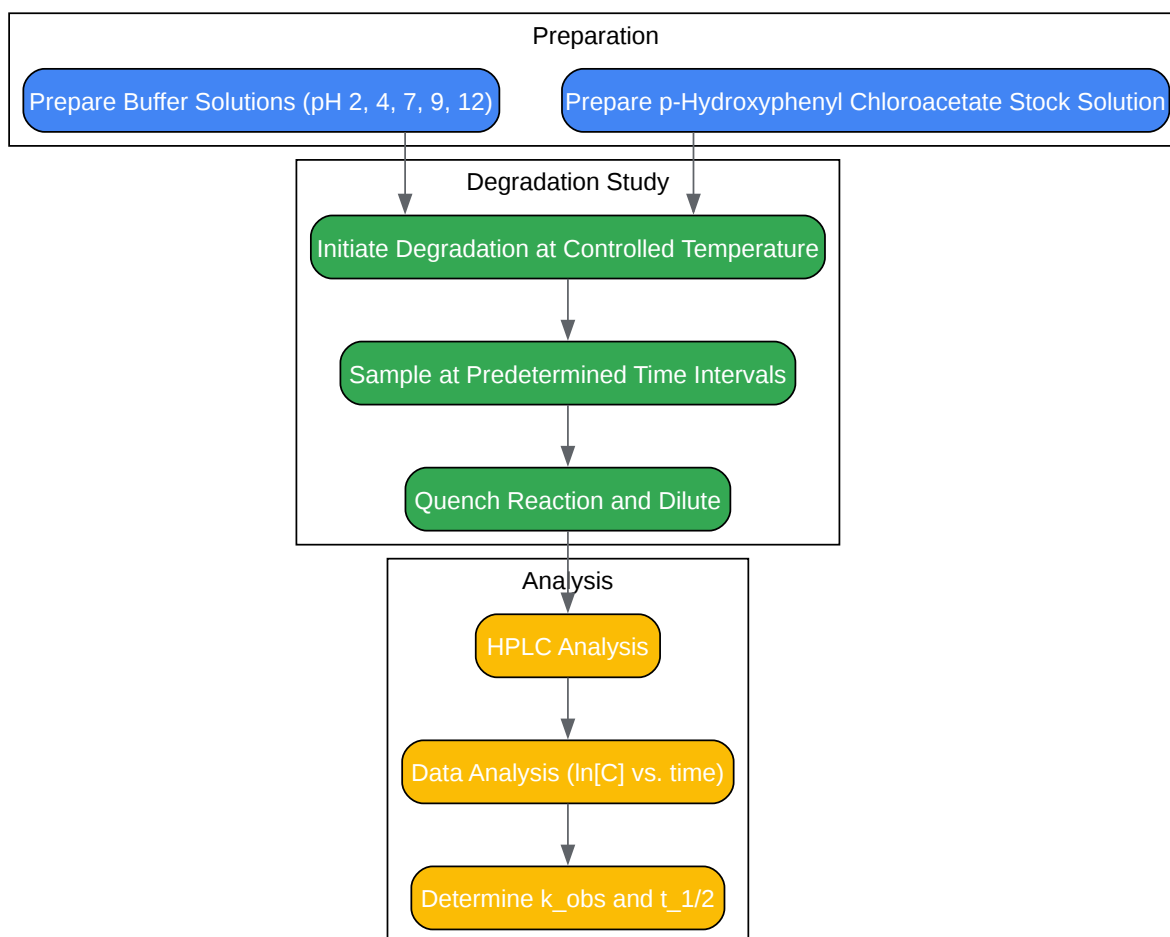 Preparation
Prepare Buffer Solutions (pH 2, 4, 7, 9, 12)
Prepare p-Hydroxyphenyl Chloroacetate Stock Solution
Degradation Study
Initiate Degradation at Controlled Temperature
Sample at Predetermined Time Intervals
Quench Reaction and Dilute
Analysis
HPLC Analysis
Data Analysis (ln[C] vs. time)
Determine k_obs and t_1/2